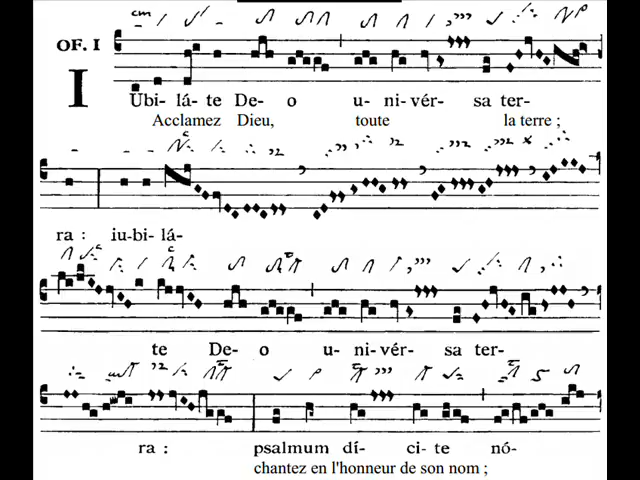 OF. I
IUbi- lá- te De- o u- ni- vér- sa ter-
Acclamez Dieu, toute la terre ;
ra : iu-bi- lá-
te De- o u- ni- vér- sa ter-
ra : psalmum dí- ci- te nó-
chantez en l'honneur de son nom ;